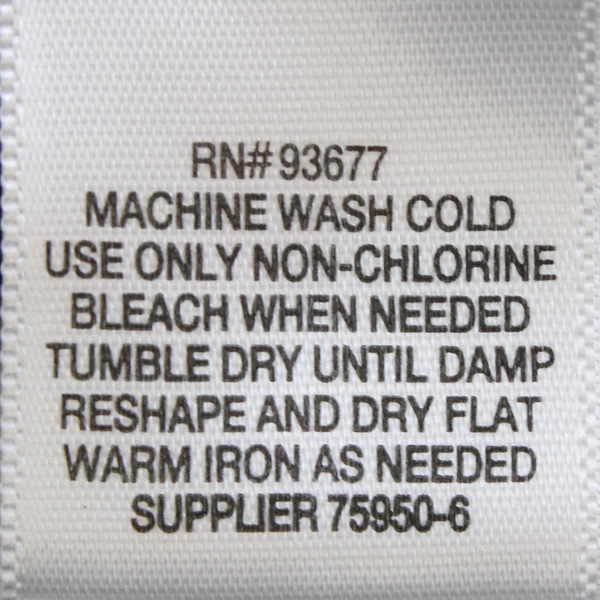 RN# 93677
MACHINE WASH COLD
USE ONLY NON-CHLORINE
BLEACH WHEN NEEDED
TUMBLE DRY UNTIL DAMP
RESHAPE AND DRY FLAT
WARM IRON AS NEEDED
SUPPLIER 75950-6